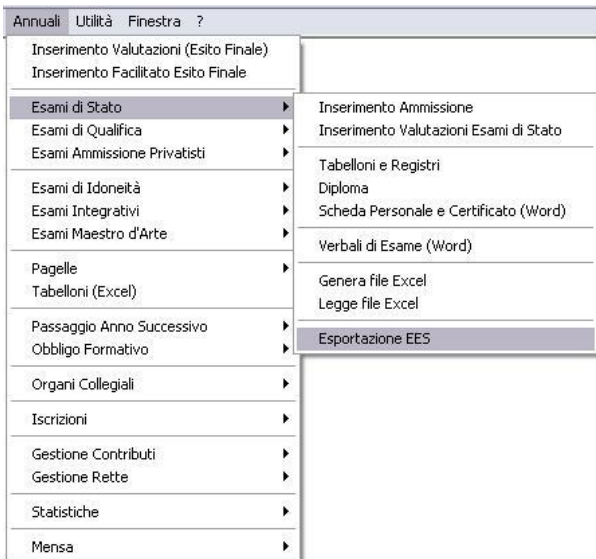 Annuali Utilità Finestra ?
Inserimento Valutazioni (Esito Finale)
Inserimento Facilitato Esito Finale
Esami di Stato
Esami di Qualifica
Esami Ammissione Privatisti
Esami di Idoneità
Esami Integrativi
Esami Maestro d'Arte
Pagelle
Tabelloni (Excel)
Passaggio Anno Successivo
Obbligo Formativo
Organi Collegiali
Iscrizioni
Gestione Contributi
Gestione Rette
Statistiche
Mensa
Inserimento Ammissione
Inserimento Valutazioni Esami di Stato
Tabelloni e Registri
Diploma
Scheda Personale e Certificato (Word)
Verbali di Esame (Word)
Genera file Excel
Legge file Excel
Esportazione EES